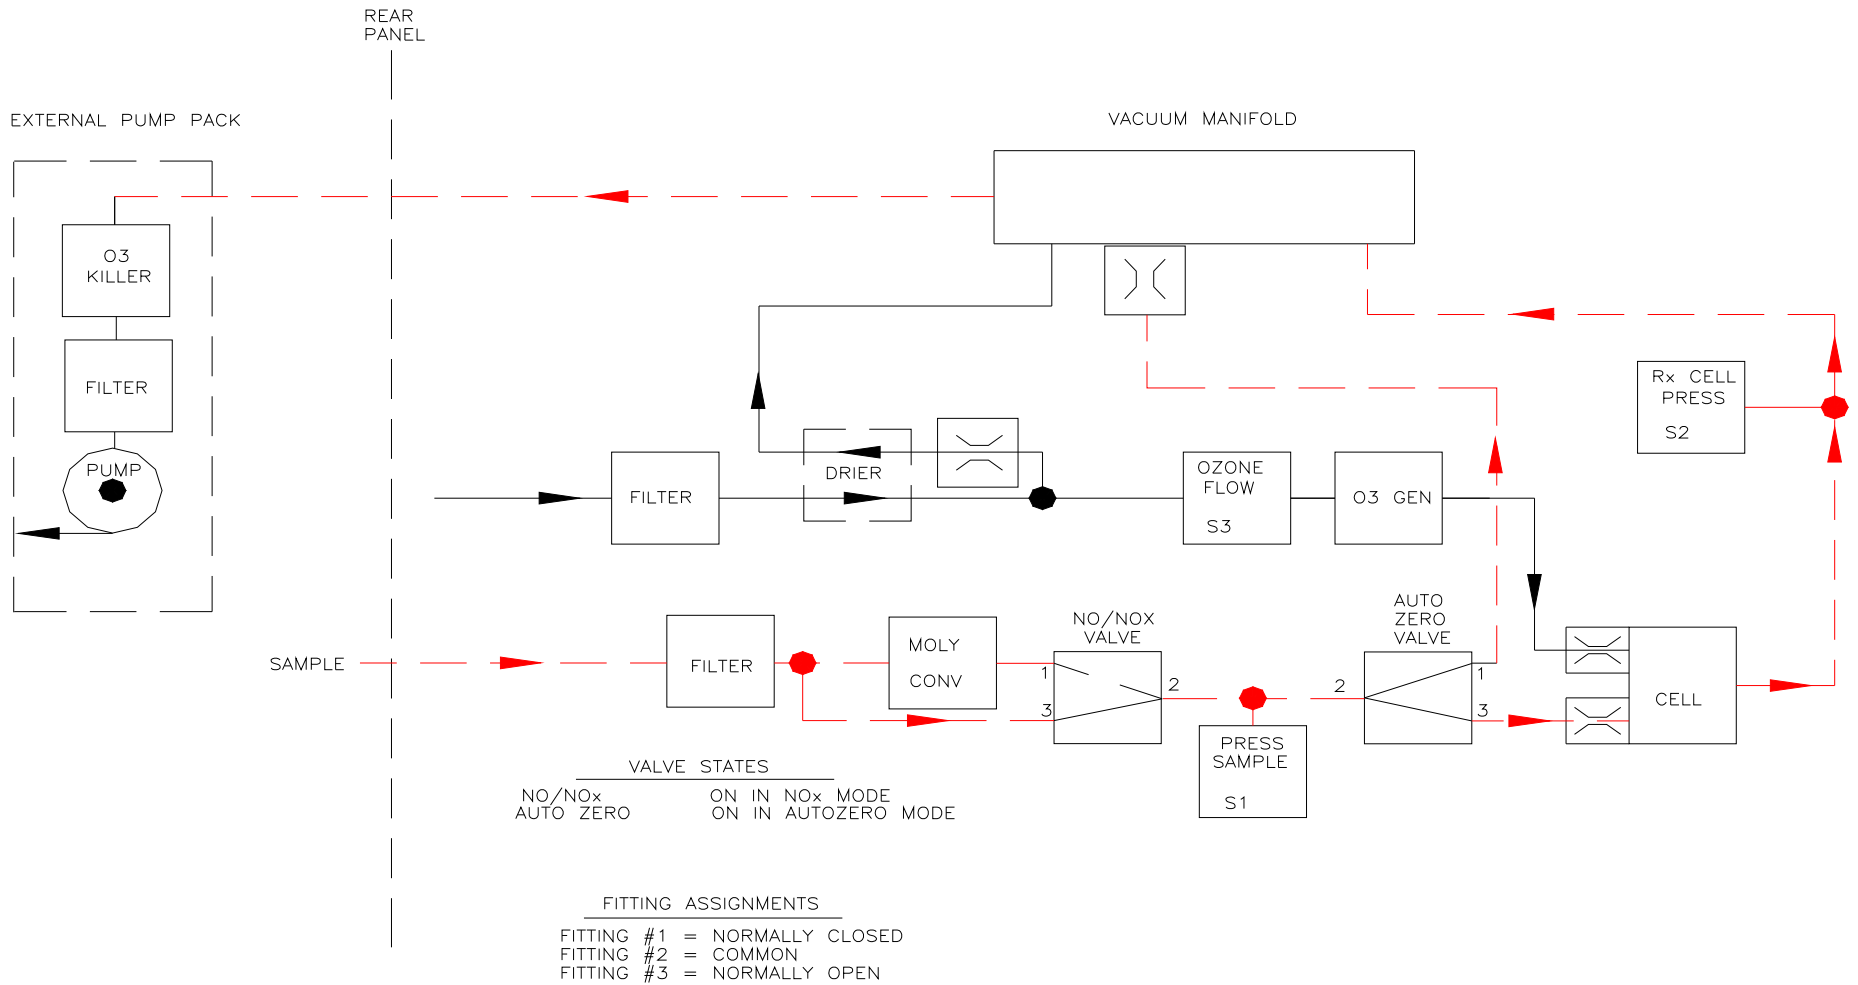 REAR
PANEL
EXTERNAL PUMP PACK
VACUUM MANIFOLD
O3
KILLER
FILTER
PUMP
Rx CELL
PRESS
S2
DRIER
FILTER
OZONE
FLOW
S3
O3 GEN
SAMPLE
FILTER
MOLY
CONV
NO/NOX
VALVE
1
3
2
AUTO
ZERO
VALVE
2
1
3
CELL
PRESS
SAMPLE
S1
VALVE STATES
NO/NOx ON IN NOx MODE
AUTO ZERO ON IN AUTOZERO MODE
FITTING ASSIGNMENTS
FITTING #1 = NORMALLY CLOSED
FITTING #2 = COMMON
FITTING #3 = NORMALLY OPEN